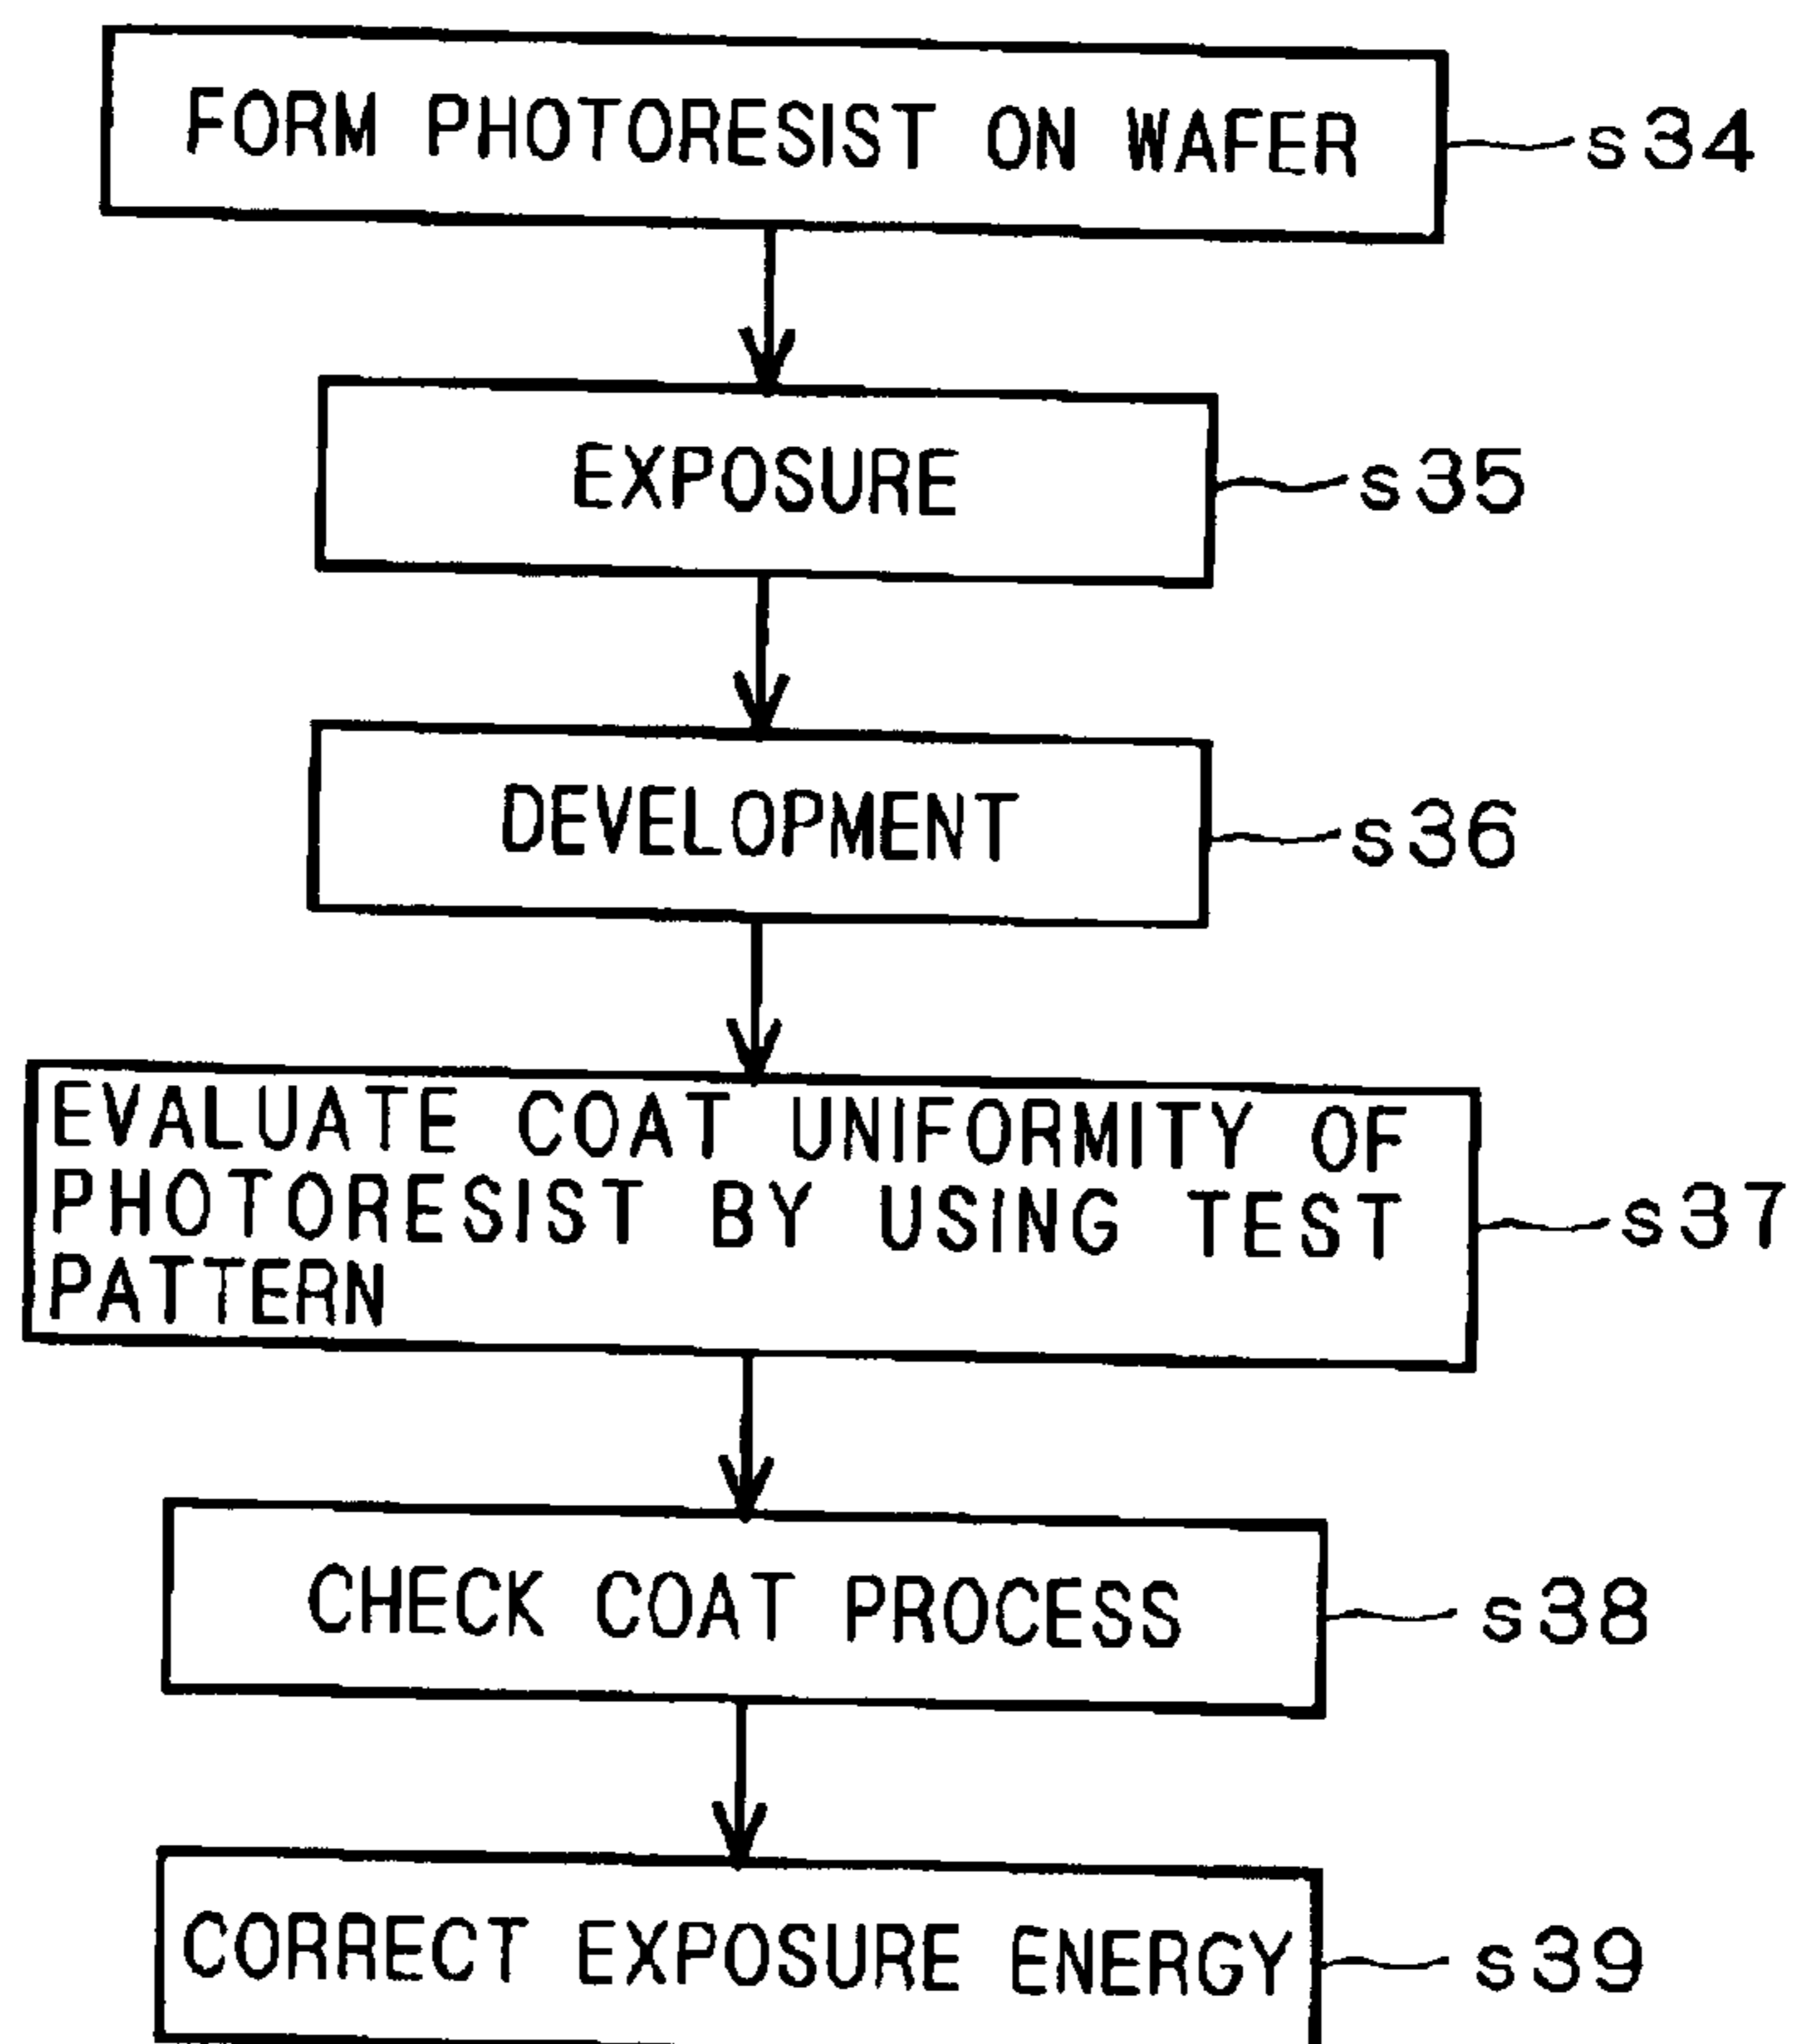 FORM PHOTORESIST ON WAFER
s34
EXPOSURE
s35
DEVELOPMENT
s36
EVALUATE COAT UNIFORMITY OF
PHOTORESIST BY USING TEST
PATTERN
s37
CHECK COAT PROCESS
s38
CORRECT EXPOSURE ENERGY
s39